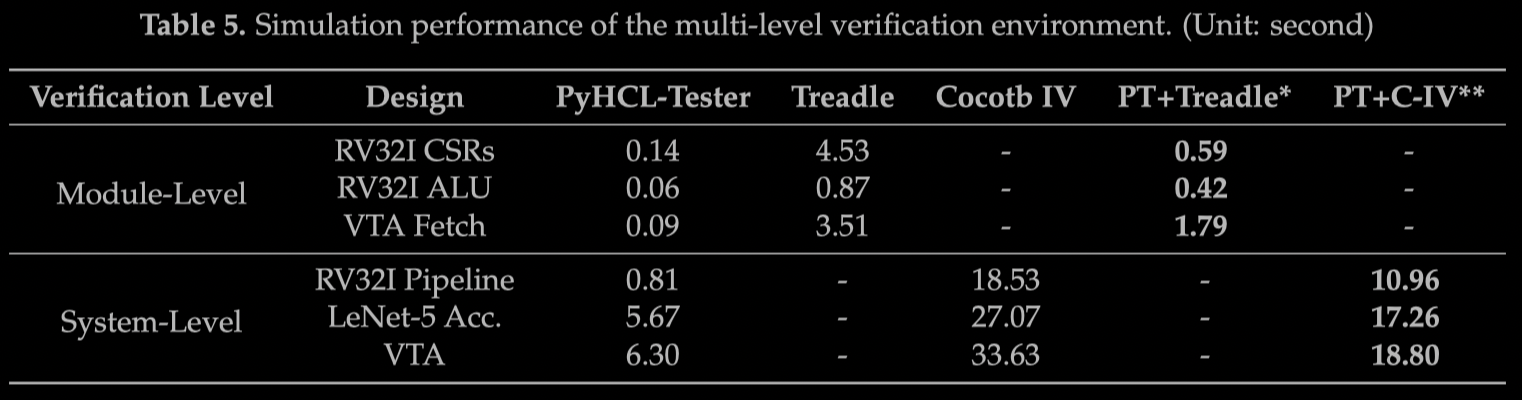 Table 5. Simulation performance of the multi-level verification environment. (Unit: second)
Verification Level Design PyHCL-Tester Treadle Cocotb IV PT+Treadle* PT+C-IV**
RV32I CSRs 0.14 4.53 - 0.59 -
Module-Level RV32I ALU 0.06 0.87 - 0.42 -
VTA Fetch 0.09 3.51 - 1.79 -
RV32I Pipeline 0.81 - 18.53 - 10.96
System-Level LeNet-5 Acc. 5.67 - 27.07 - 17.26
VTA 6.30 - 33.63 - 18.80